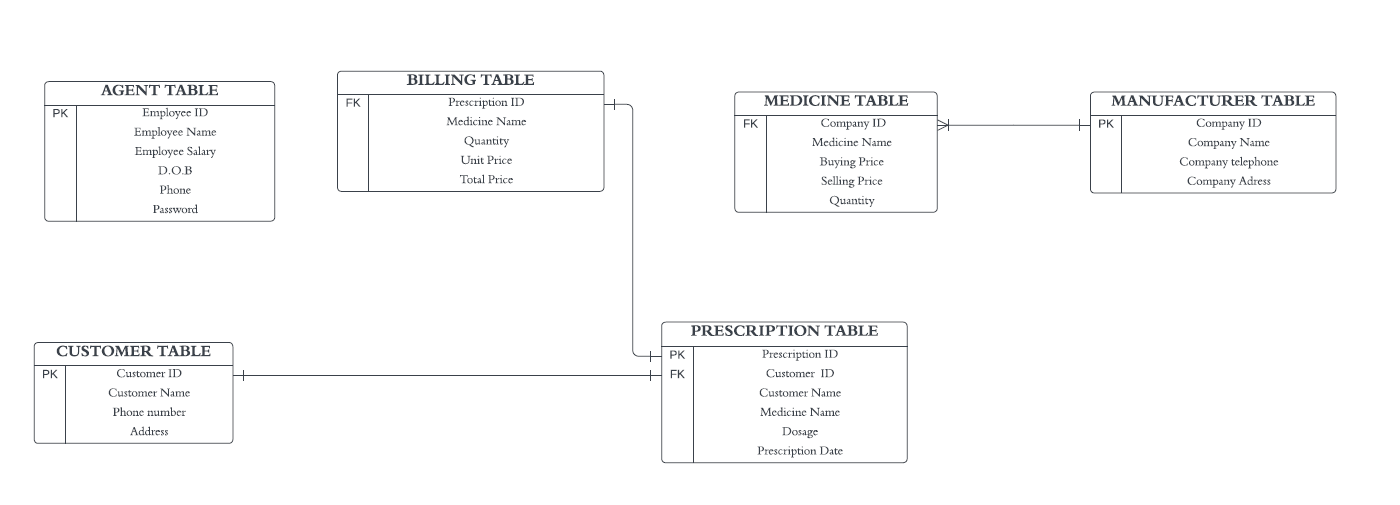 AGENT TABLE
PK Employee ID
Employee Name
Employee Salary
D.O.B
Phone
Password
BILLING TABLE
FK Prescription ID
Medicine Name
Quantity
Unit Price
Total Price
MEDICINE TABLE
FK Company ID
Medicine Name
Buying Price
Selling Price
Quantity
MANUFACTURER TABLE
PK Company ID
Company Name
Company telephone
Company Adress
CUSTOMER TABLE
PK Customer ID
Customer Name
Phone number
Address
PRESCRIPTION TABLE
PK Prescription ID
FK Customer ID
Customer Name
Medicine Name
Dosage
Prescription Date